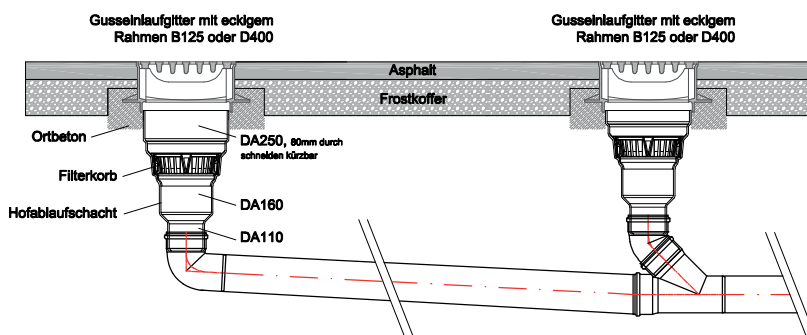 Gusseinlaufgitter mit eckigem
Rahmen B125 oder D400
Gusseinlaufgitter mit eckigem
Rahmen B125 oder D400
Asphalt
Frostkoffer
Ortbeton
DA250, 80mm durch
schneiden kürzbar
Filterkorb
Hofablaufschacht
DA160
DA110